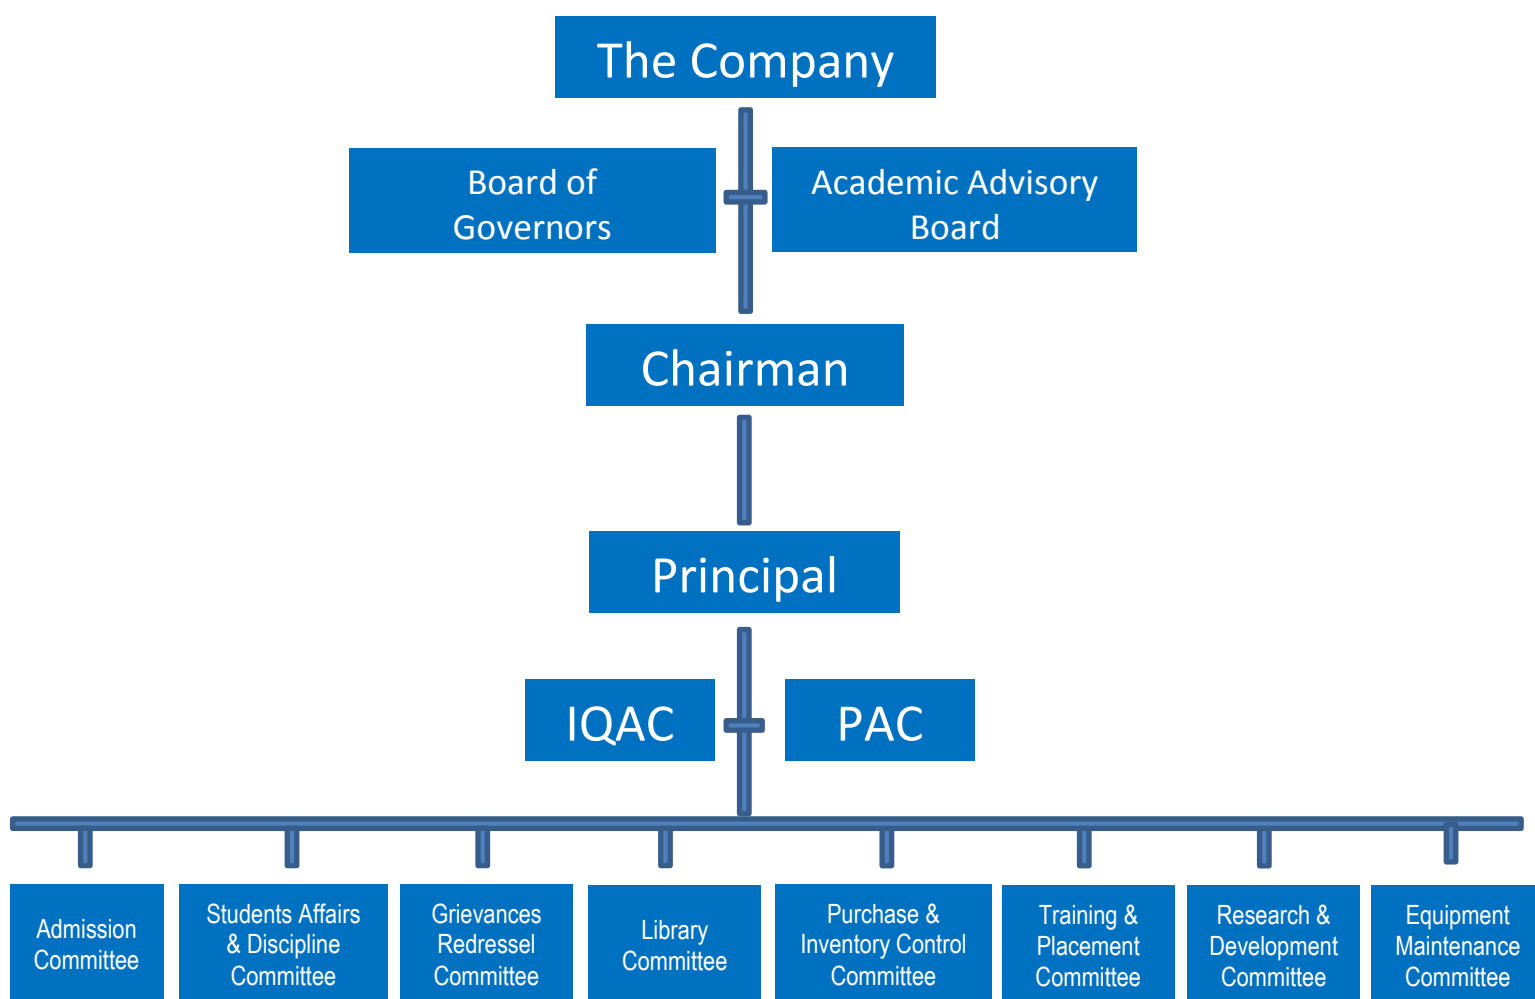 The Company
Board of
Governors
Academic Advisory
Board
Chairman
Principal
IQAC
PAC
Admission
Committee
Students Affairs
& Discipline
Committee
Grievances
Redressel
Committee
Library
Committee
Purchase &
Inventory Control
Committee
Training &
Placement
Committee
Research &
Development
Committee
Equipment
Maintenance
Committee